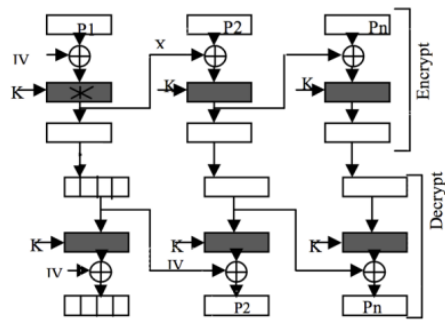 P1 P2 Pn
IV X
K K K
Encrypt
K K K
IV IV
P2 Pn
Decrypt